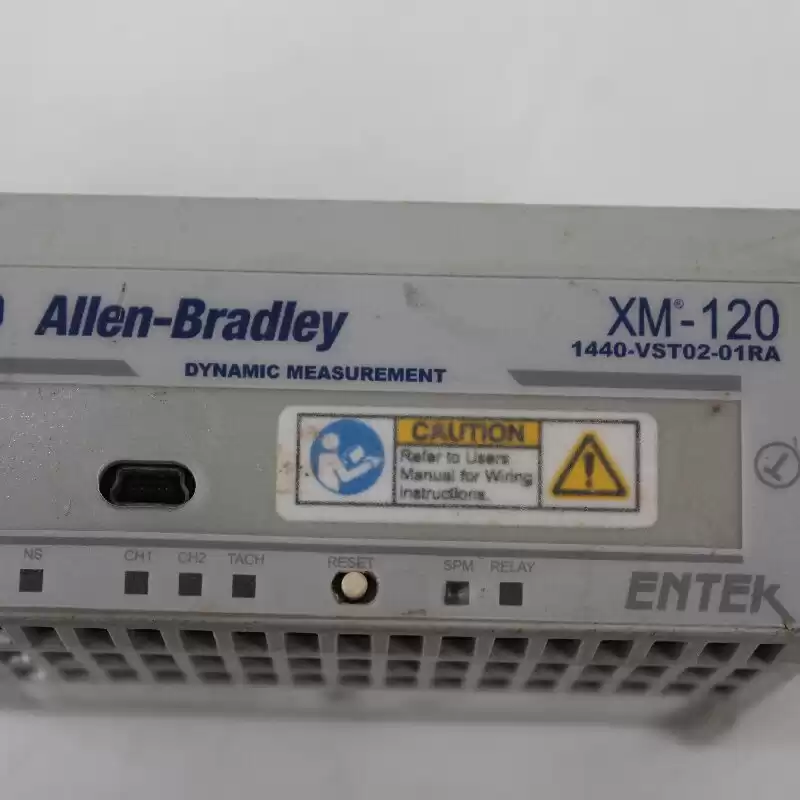 Allen-Bradley
XM®-120
1440-VST02-01RA
DYNAMIC MEASUREMENT
CAUTION
Refer to Users
Manual for Wiring
Instructions.
NS CH1 CH2 TACH RESET SPM RELAY
ENTEK